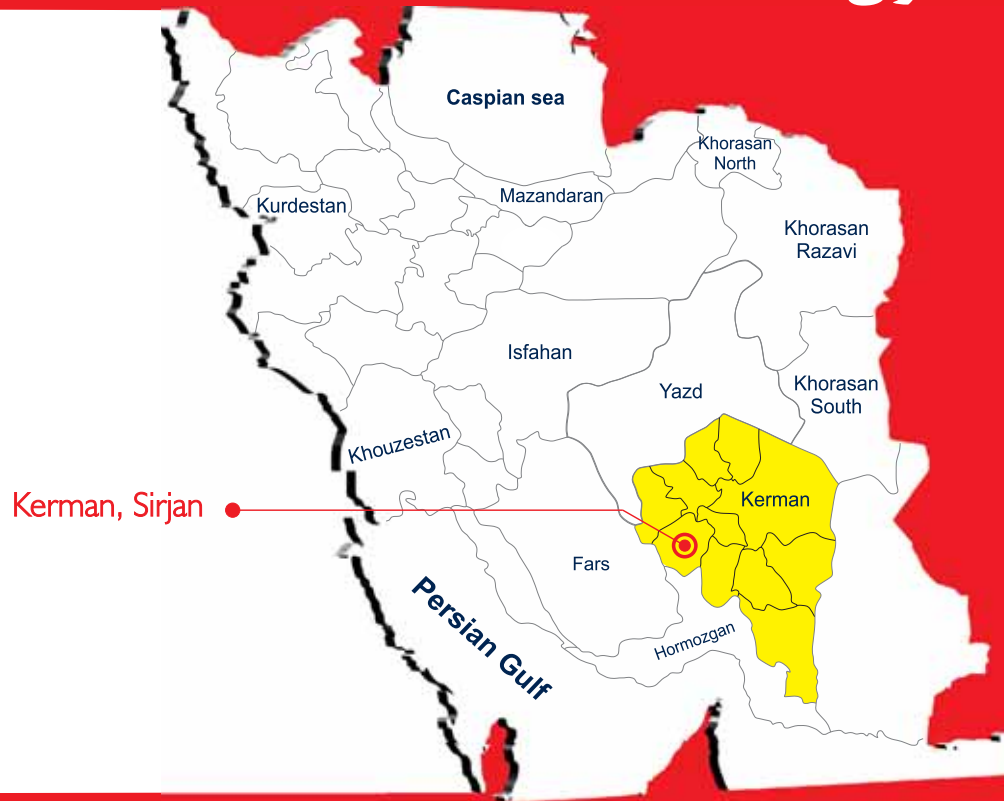 Caspian sea
Khorasan
North
Mazandaran
Kurdestan
Khorasan
Razavi
Isfahan
Yazd
Khorasan
South
Khouzestan
Kerman
Kerman, Sirjan
Fars
Persian Gulf
Hormozgan